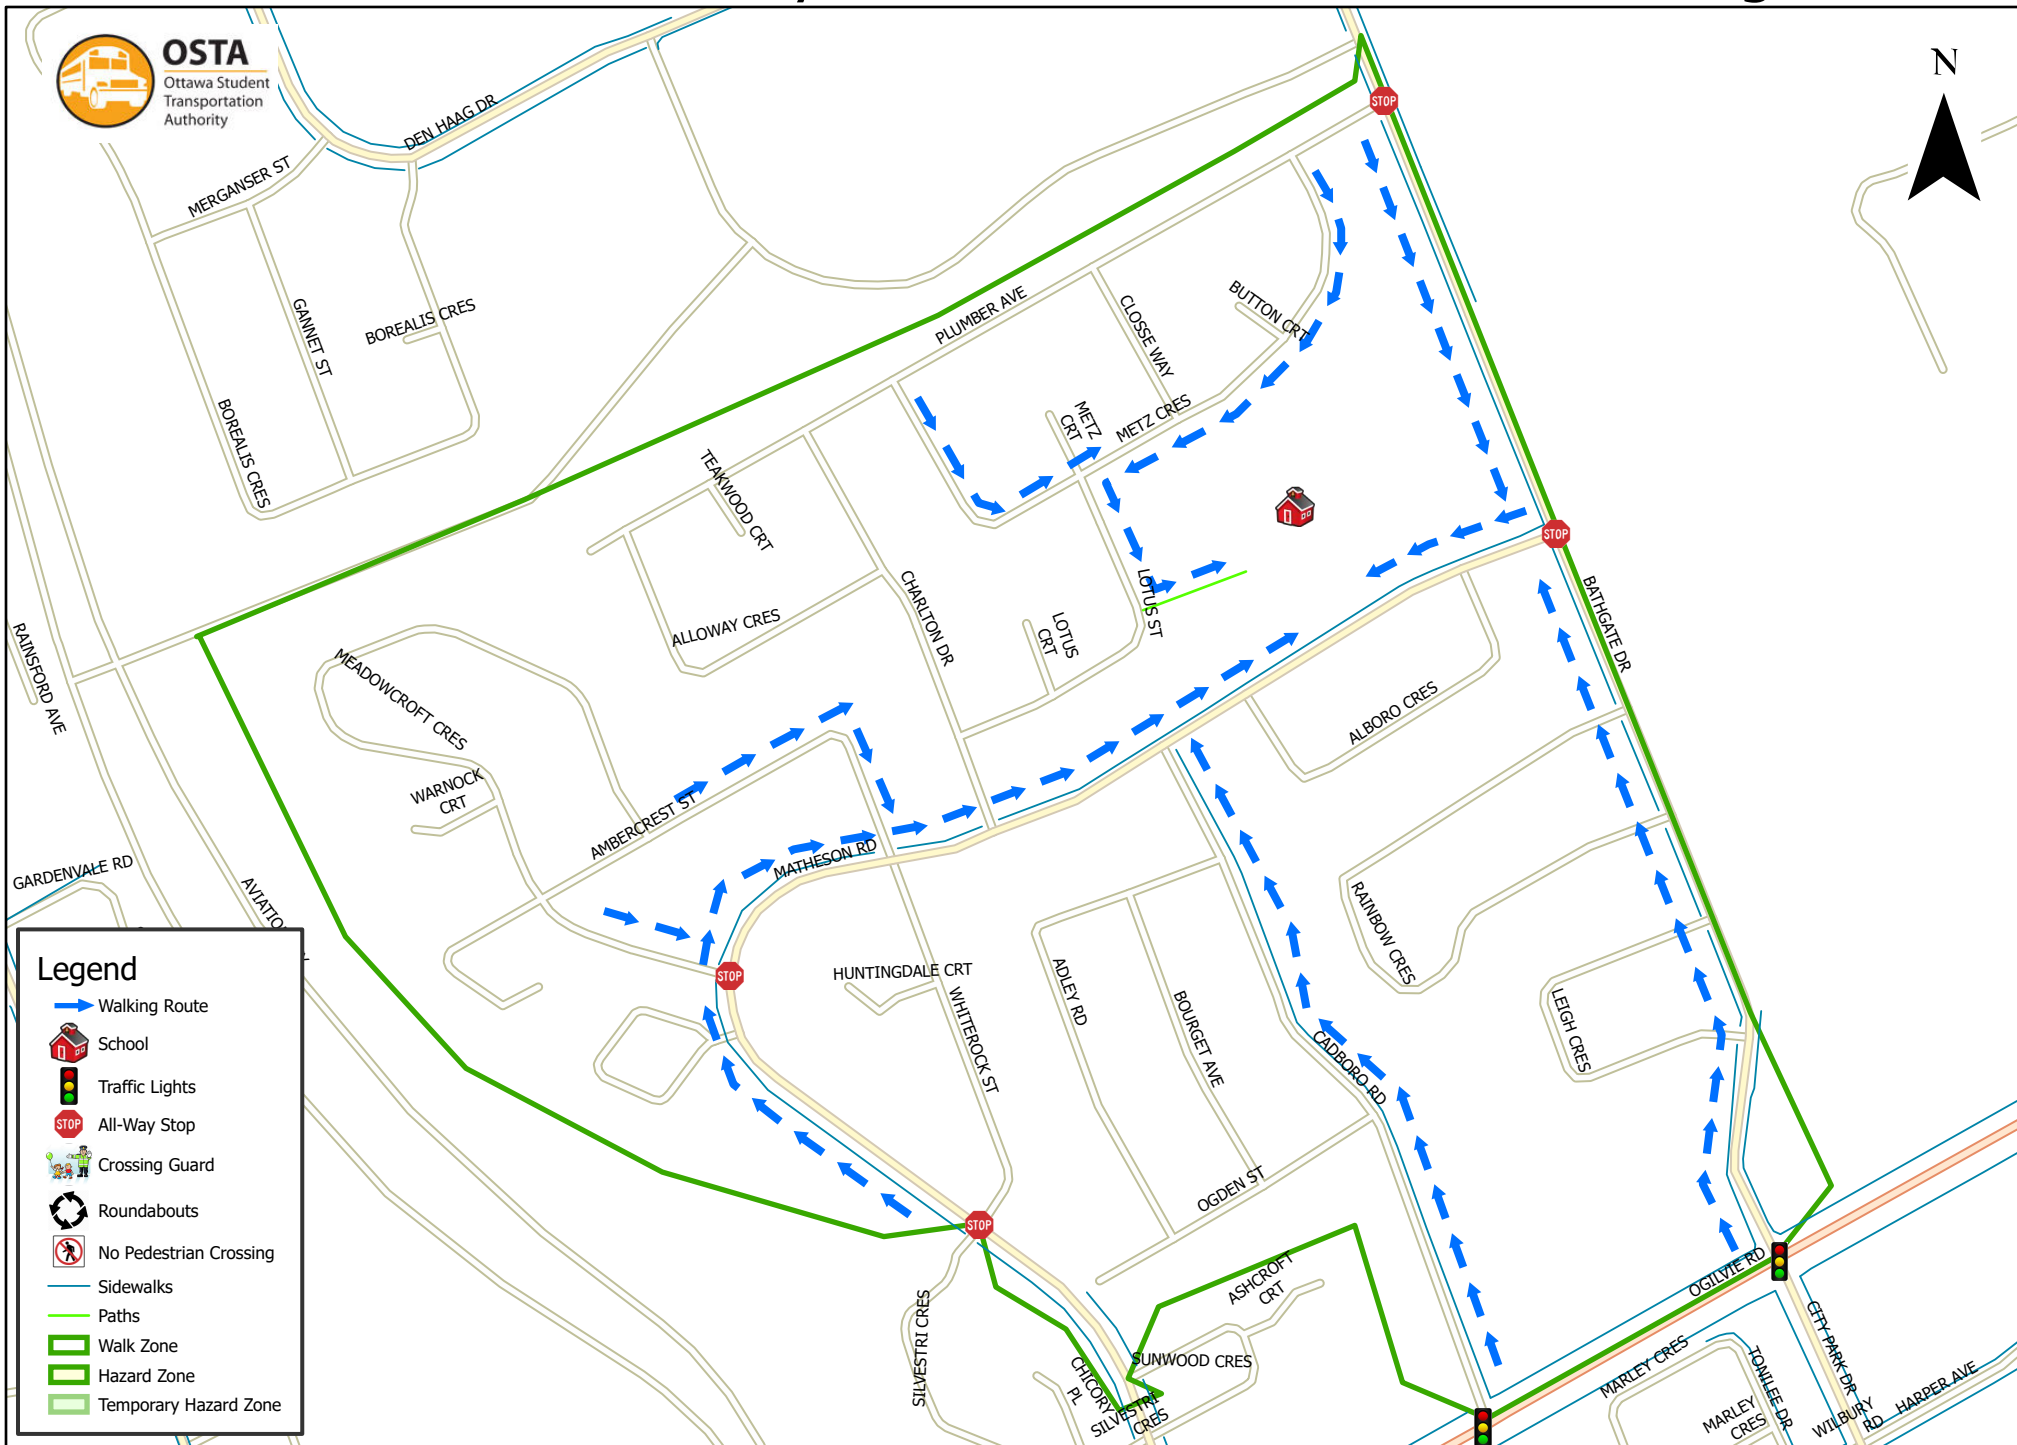 OSTA
Ottawa Student
Transportation
Authority
N
DEN HAAG DR
MERGANSER ST
GANNET ST
BOREALIS CRES
BOREALIS CRES
PLUMBER AVE
CLOSSE WAY
BUTTON CRT
METZ
CRT
METZ CRES
TEAKWOOD CRT
STOP
STOP
LOTUS ST
LOTUS
CRT
CHARLTON DR
ALLOWAY CRES
BATHGATE DR
RAINSFORD AVE
MEADOWCROFT CRES
WARNOCK
CRT
AMBERCREST ST
ALBORO CRES
MATHESON RD
GARDENVALE RD
RAINBOW CRES
STOP
HUNTINGDALE CRT
WHITEROCK ST
ADLEY RD
BOURGET AVE
LEIGH CRES
CADBORO RD
OGDEN ST
STOP
ASHCROFT
CRT
OGILVIE RD
SILVESTRI CRES
CHICORY
PL
SUNWOOD CRES
SILVESTRI
CRES
MARLEY CRES
CITY PARK DR
TONILEE DR
MARLEY
CRES
WILBURY
RD
HARPER AVE
Legend
Walking Route
School
Traffic Lights
STOP
All-Way Stop
Crossing Guard
Roundabouts
No Pedestrian Crossing
Sidewalks
Paths
Walk Zone
Hazard Zone
Temporary Hazard Zone